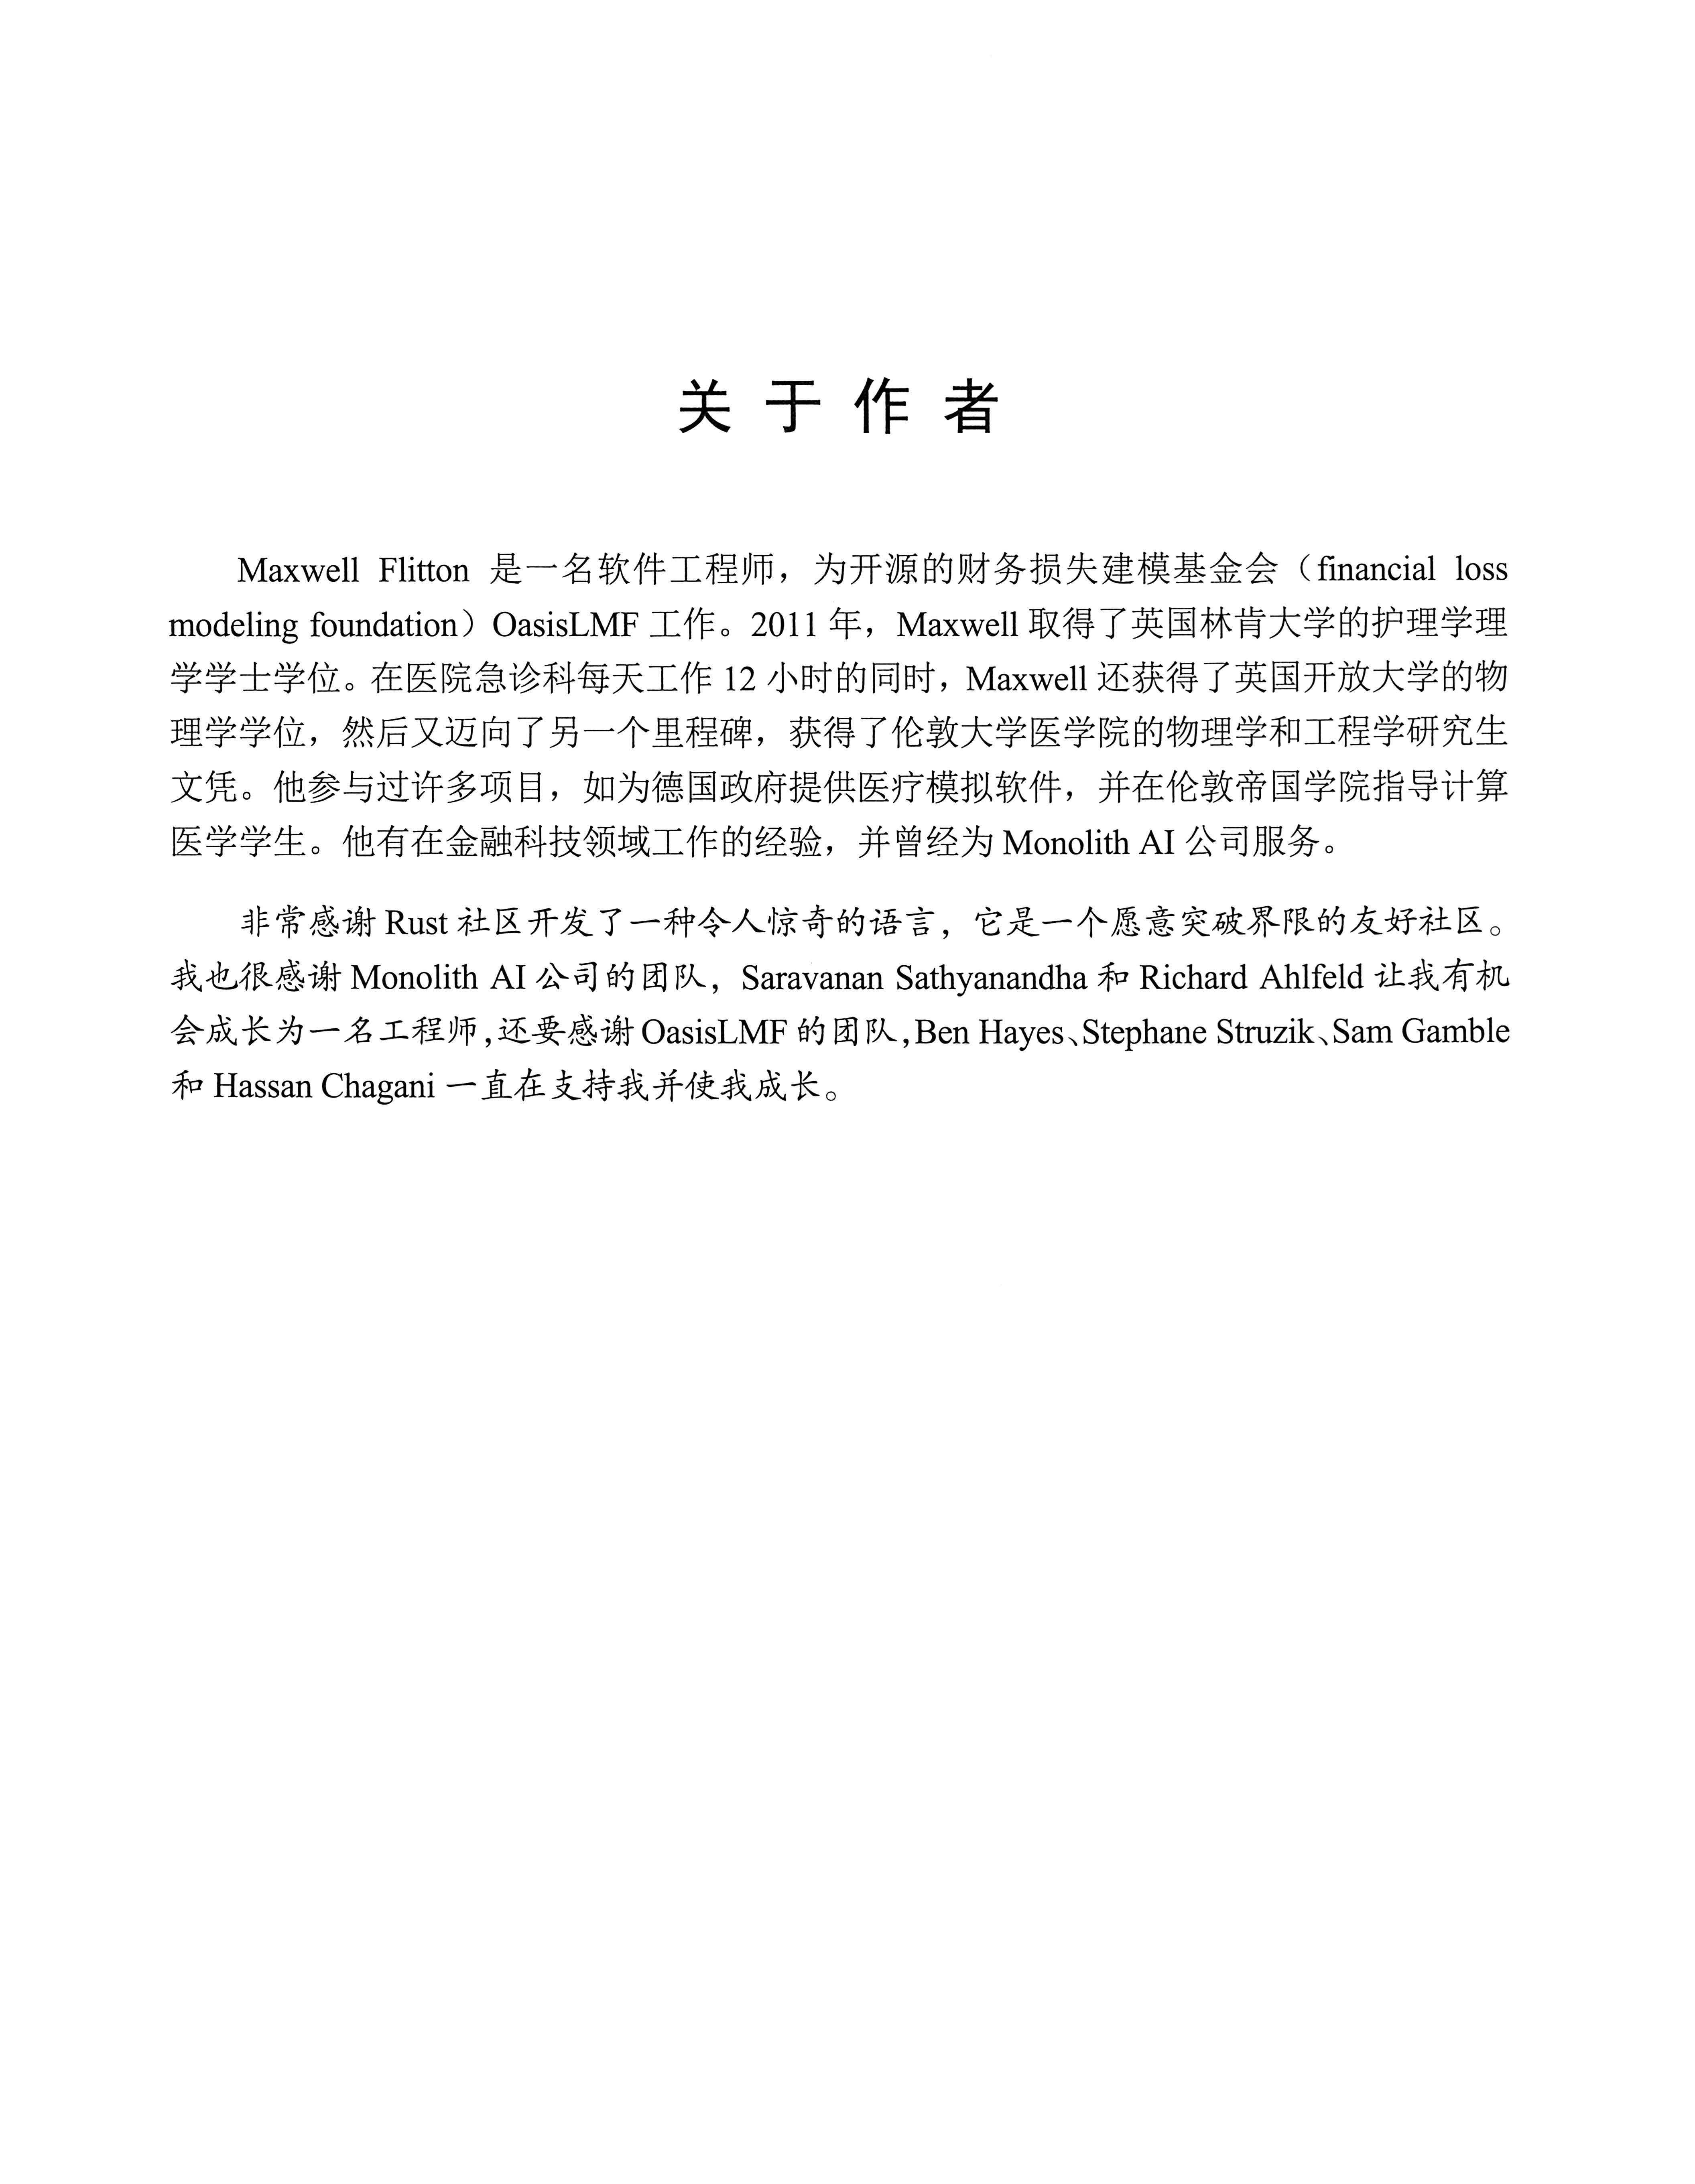 关于作者
Maxwell Flitton 是一名软件工程师，为开源的财务损失建模基金会（financial loss
modeling foundation）OasisLMF 工作。2011 年，Maxwell 取得了英国林肯大学的护理学理
学学士学位。在医院急诊科每天工作 12 小时的同时，Maxwell 还获得了英国开放大学的物
理学学位，然后又迈向了另一个里程碑，获得了伦敦大学医学院的物理学和工程学研究生
文凭。他参与过许多项目，如为德国政府提供医疗模拟软件，并在伦敦帝国学院指导计算
医学学生。他有在金融科技领域工作的经验，并曾经为 Monolith AI 公司服务。
非常感谢 Rust 社区开发了一种令人惊奇的语言，它是一个愿意突破界限的友好社区。
我也很感谢 Monolith AI 公司的团队，Saravanan Sathyanandha 和 Richard Ahlfeld 让我有机
会成长为一名工程师，还要感谢 OasisLMF 的团队，Ben Hayes、Stephane Struzik、Sam Gamble
和 Hassan Chagani 一直在支持我并使我成长。